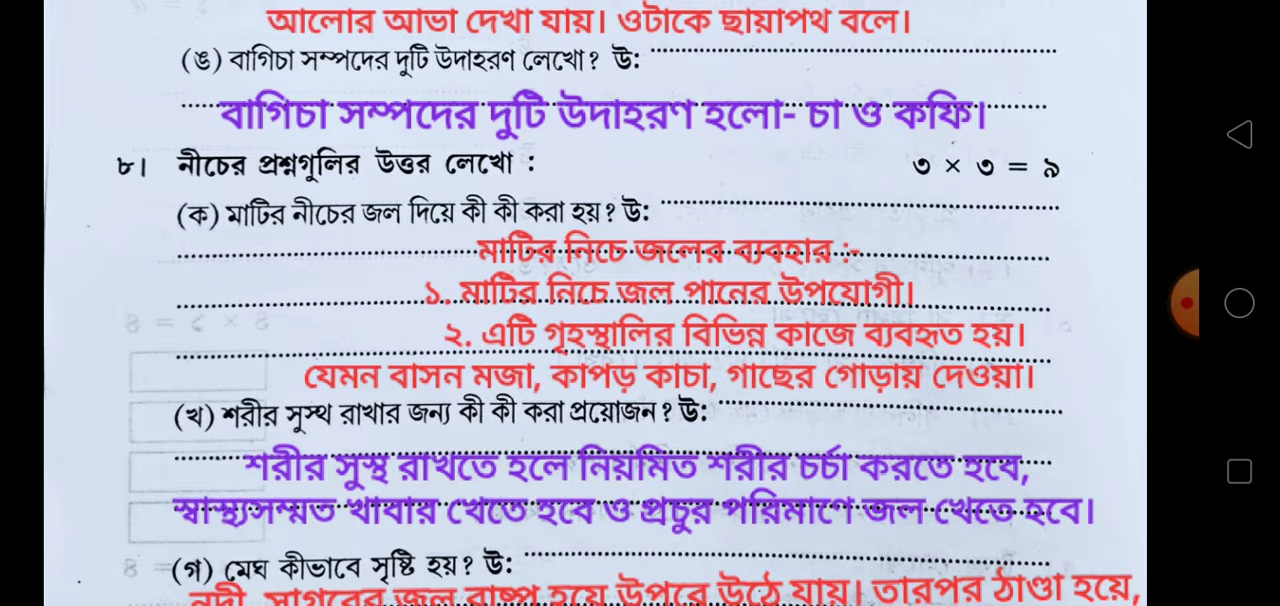 আলোর আভা দেখা যায়। ওটাকে ছায়াপথ বলে।
(ঙ) বাগিচা সম্পদের দুটি উদাহরণ লেখো? উ:
বাগিচা সম্পদের দুটি উদাহরণ হলো- চা ও কফি।
৮। নীচের প্রশ্নগুলির উত্তর লেখো : ৩ × ৩ = ৯
(ক) মাটির নীচের জল দিয়ে কী কী করা হয়? উ:
মাটির নিচে জলের ব্যবহার :-
১. মাটির নিচে জল পানের উপযোগী।
২. এটি গৃহস্থালির বিভিন্ন কাজে ব্যবহৃত হয়।
যেমন বাসন মজা, কাপড় কাচা, গাছের গোড়ায় দেওয়া।
(খ) শরীর সুস্থ রাখার জন্য কী কী করা প্রয়োজন? উ:
শরীর সুস্থ রাখতে হলে নিয়মিত শরীর চর্চা করতে হবে,
স্বাস্থ্যসম্মত খাবার খেতে হবে ও প্রচুর পরিমাণে জল খেতে হবে।
(গ) মেঘ কীভাবে সৃষ্টি হয়? উ:
নদী, সাগরের জল বাষ্প হয়ে উপরে উঠে যায়। তারপর ঠাণ্ডা হয়ে,